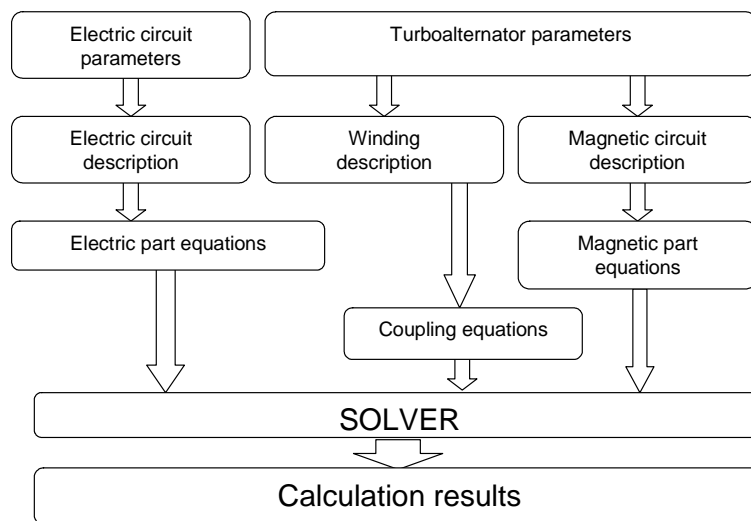 Electric circuit
parameters
Turboalternator parameters
Electric circuit
description
Winding
description
Magnetic circuit
description
Electric part equations
Magnetic part
equations
Coupling equations
SOLVER
Calculation results